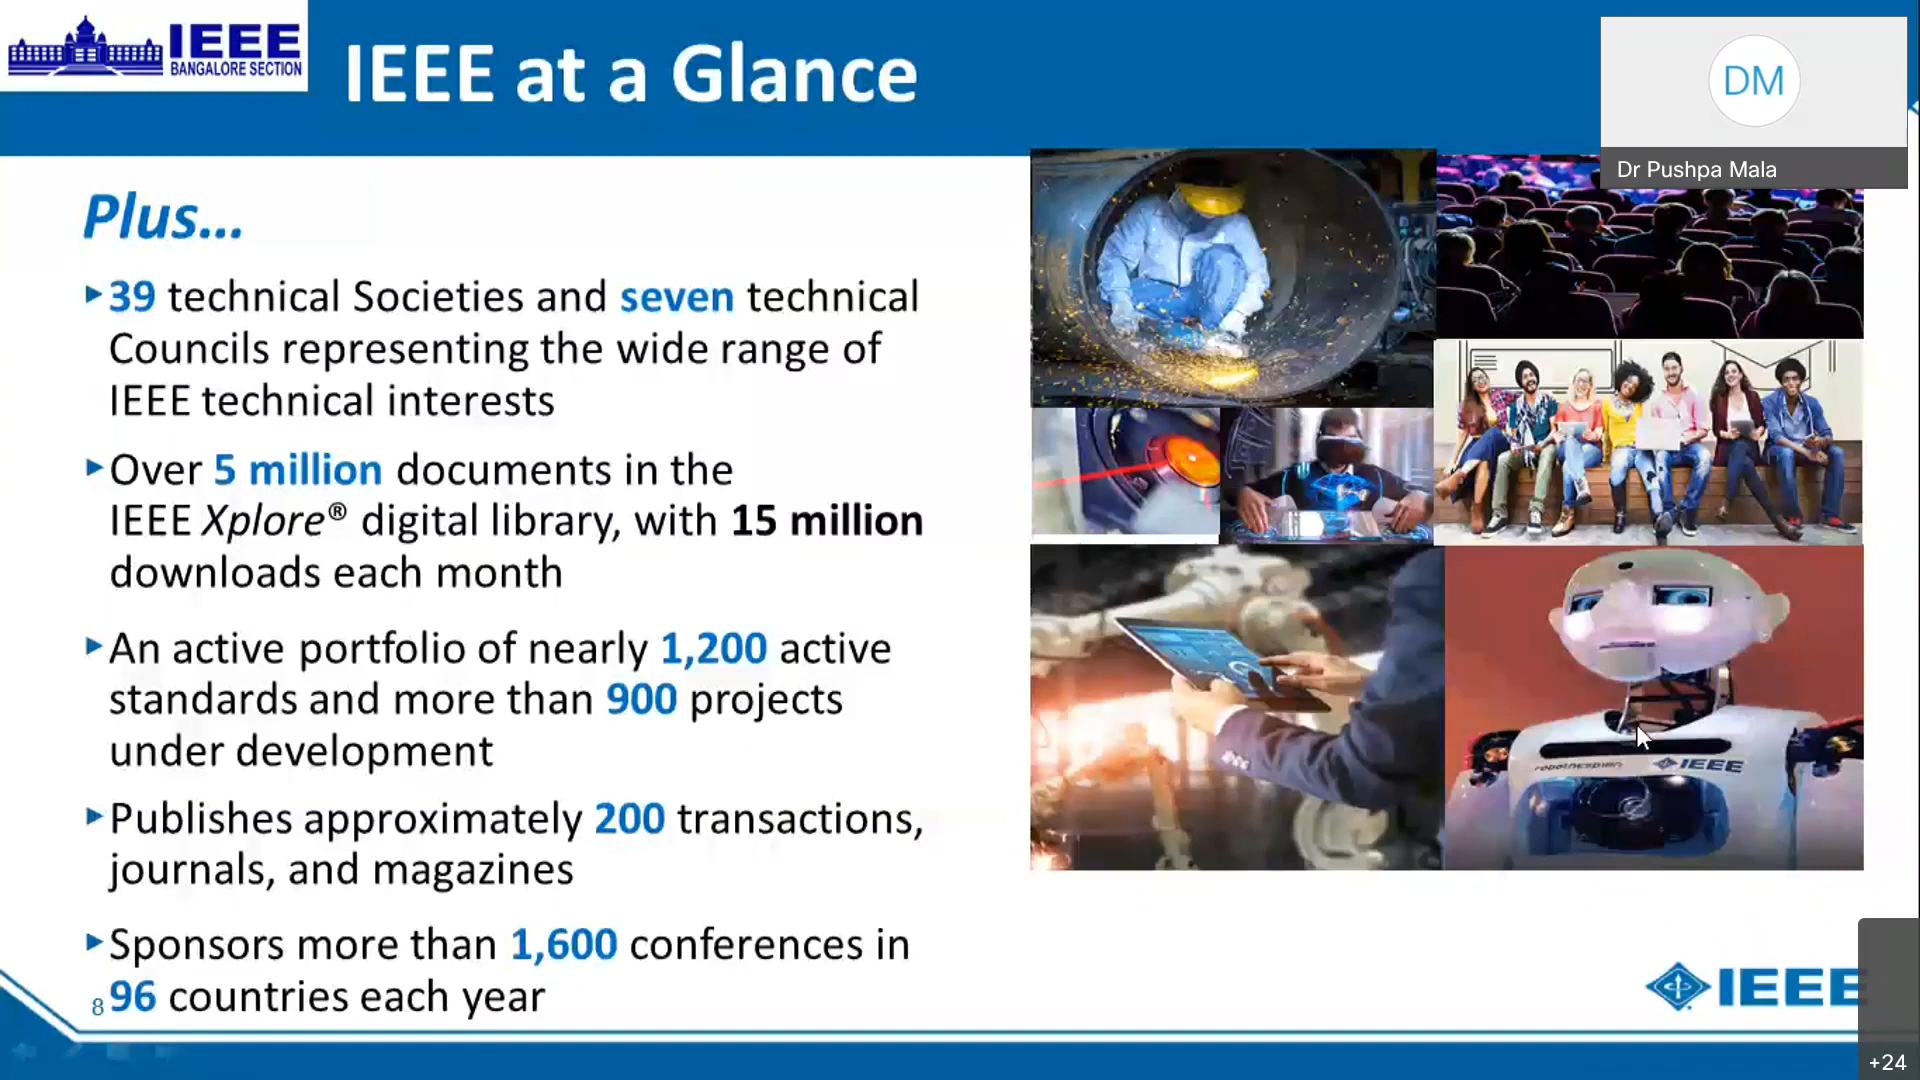 IEEE
BANGALORE SECTION
IEEE at a Glance
DM
Dr Pushpa Mala
Plus...
39 technical Societies and seven technical
Councils representing the wide range of
IEEE technical interests
Over 5 million documents in the
IEEE Xplore® digital library, with 15 million
downloads each month
An active portfolio of nearly 1,200 active
standards and more than 900 projects
under development
Publishes approximately 200 transactions,
journals, and magazines
Sponsors more than 1,600 conferences in
96 countries each year
8
IEEE
IEEE
+24